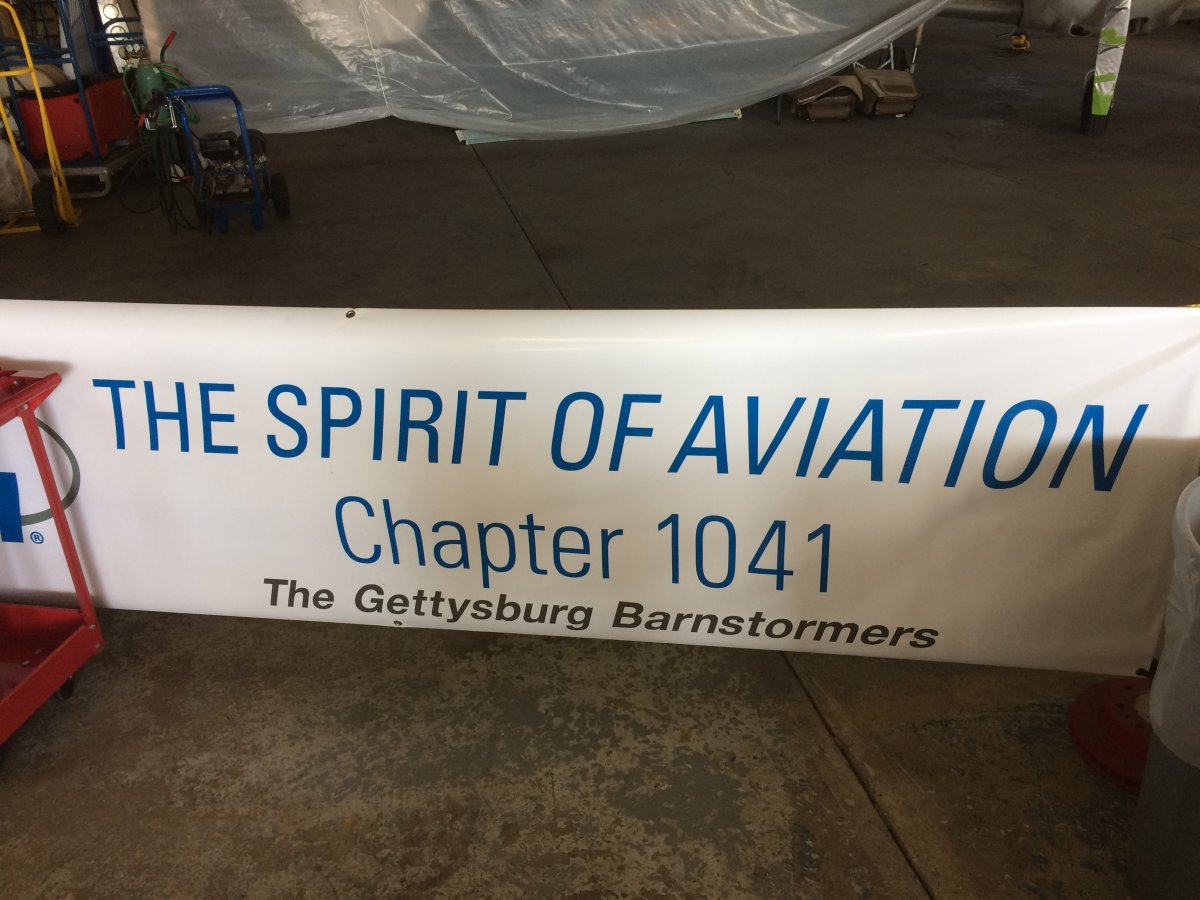 THE SPIRIT OF AVIATION
®
Chapter 1041
The Gettysburg Barnstormers